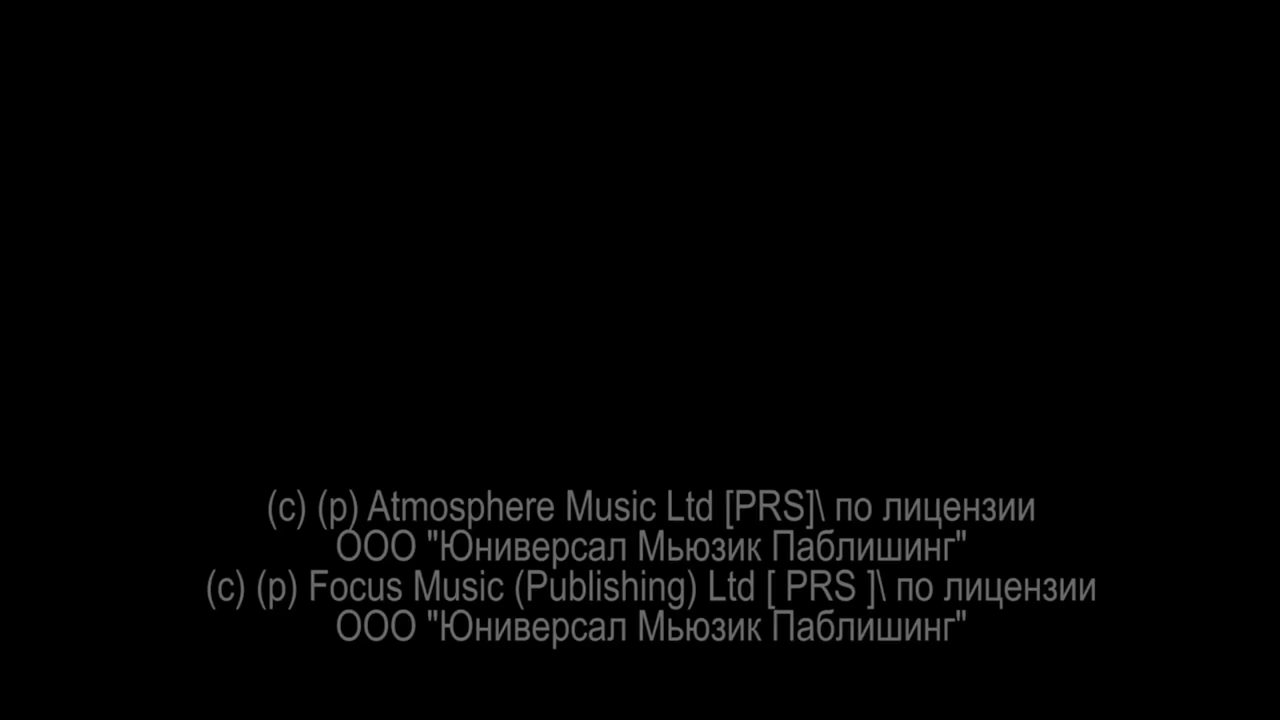 (c) (p) Atmosphere Music Ltd [PRS]\ по лицензии
ООО "Юниверсал Мьюзик Паблишинг"
(c) (p) Focus Music (Publishing) Ltd [ PRS ]\ по лицензии
ООО "Юниверсал Мьюзик Паблишинг"